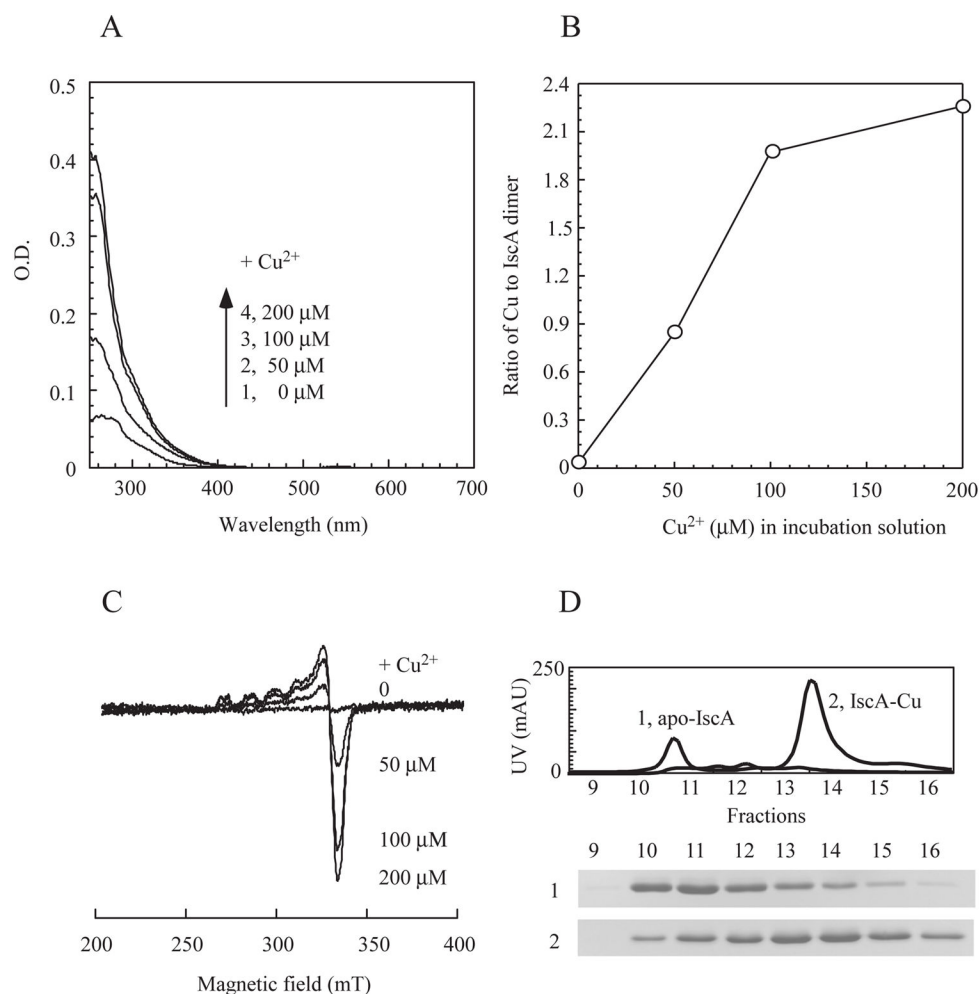 A
0.5
0.4
0.3
0.2
0.1
0
O.D.
+ Cu²⁺
4, 200 μM
3, 100 μM
2, 50 μM
1, 0 μM
300 400 500 600 700
Wavelength (nm)
B
2.4
2.1
1.8
1.5
1.2
0.9
0.6
0.3
0
Ratio of Cu to IscA dimer
0 50 100 150 200
Cu²⁺ (μM) in incubation solution
C
+ Cu²⁺
0
50 μM
100 μM
200 μM
200 250 300 350 400
Magnetic field (mT)
D
250
0
UV (mAU)
1, apo-IscA
2, IscA-Cu
9 10 11 12 13 14 15 16
Fractions
9 10 11 12 13 14 15 16
1
2